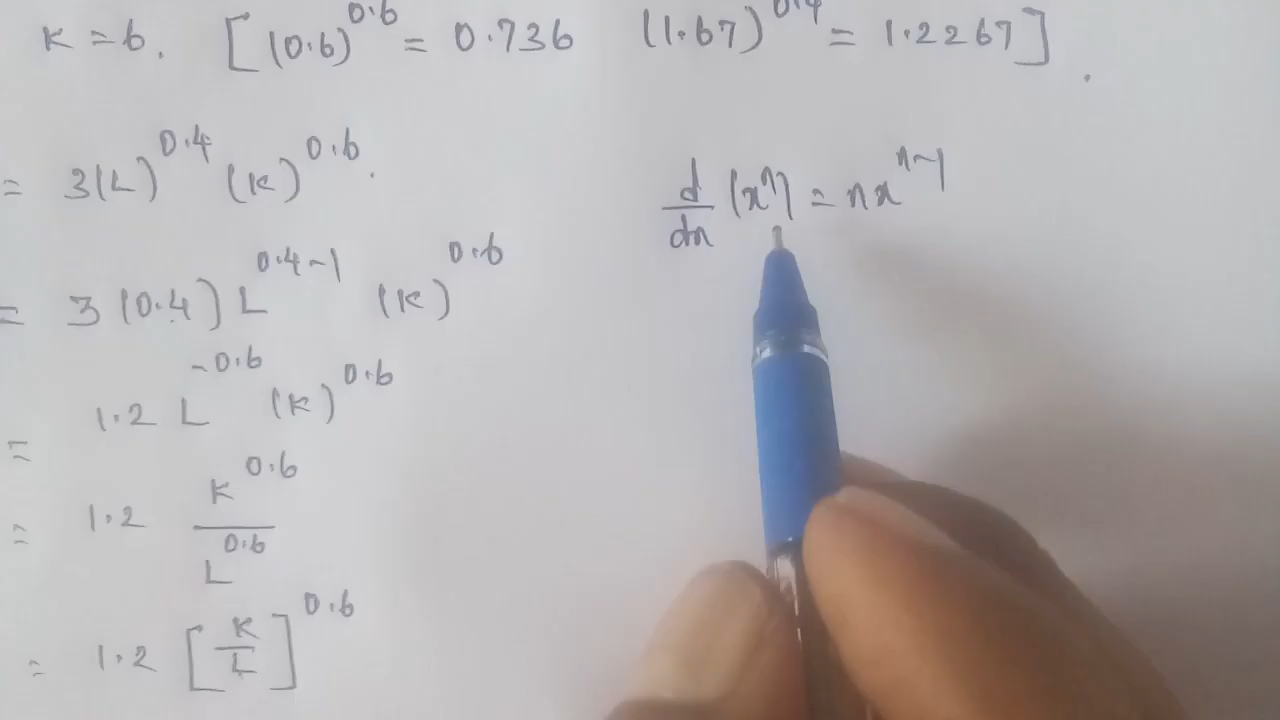 K = 6. [(0.6)^0.6 = 0.736 (1.67)^0.4 = 1.2267].
= 3(L)^0.4 (K)^0.6.
d/dx (x^n) = nx^n-1
= 3(0.4) L^0.4-1 (K)^0.6
= 1.2 L^-0.6 (K)^0.6
= 1.2 K^0.6 / L^0.6
= 1.2 [K/L]^0.6